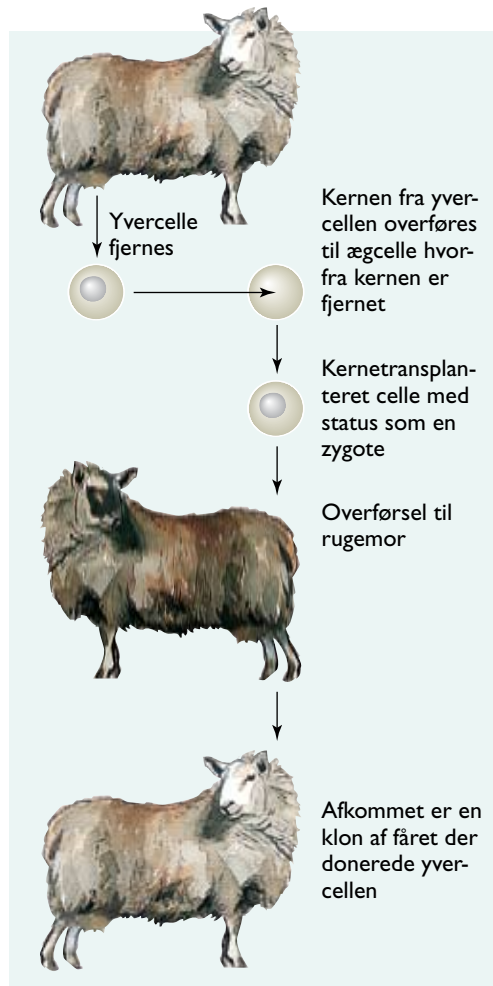 Yvercelle
fjernes
Kernen fra yver-
cellen overføres
til ægcelle hvor-
fra kernen er
fjernet
Kernetransplan-
teret celle med
status som en
zygote
Overførsel til
rugemor
Afkommet er en
klon af fåret der
donerede yver-
cellen